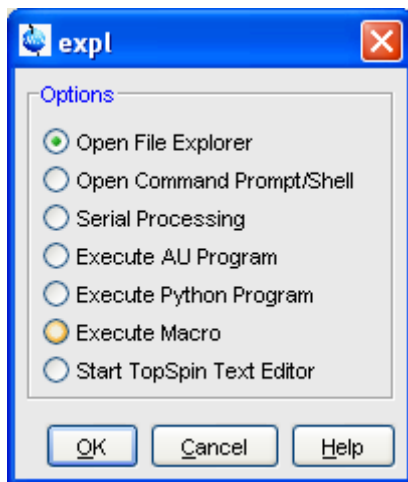 expl
Options
Open File Explorer
Open Command Prompt/Shell
Serial Processing
Execute AU Program
Execute Python Program
Execute Macro
Start TopSpin Text Editor
OK Cancel Help